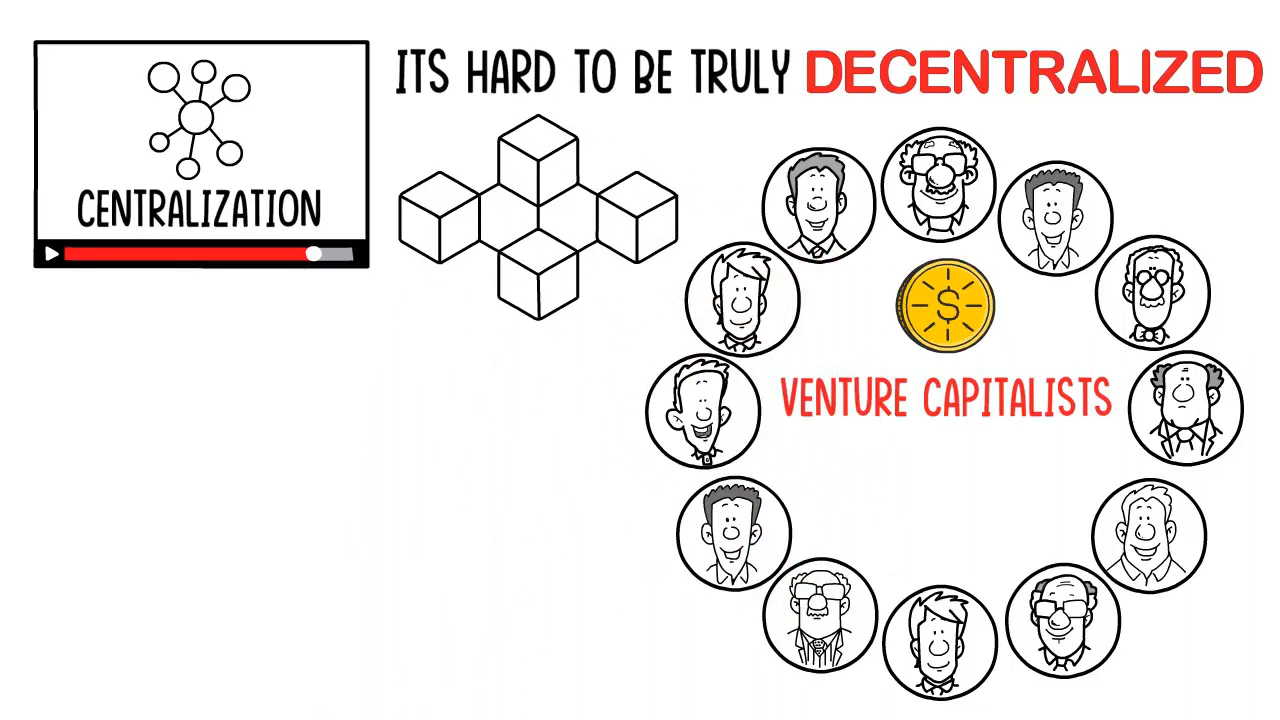 CENTRALIZATION
ITS HARD TO BE TRULY DECENTRALIZED
$
VENTURE CAPITALISTS